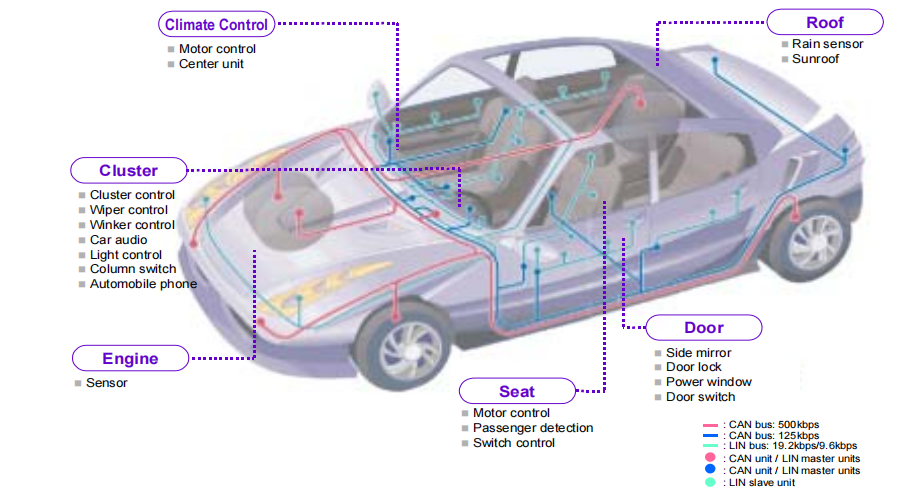 Climate Control
Motor control
Center unit
Roof
Rain sensor
Sunroof
Cluster
Cluster control
Wiper control
Winker control
Car audio
Light control
Column switch
Automobile phone
Engine
Sensor
Seat
Motor control
Passenger detection
Switch control
Door
Side mirror
Door lock
Power window
Door switch
: CAN bus: 500kbps
: CAN bus: 125kbps
: LIN bus: 19.2kbps/9.6kbps
: CAN unit / LIN master units
: CAN unit / LIN master units
: LIN slave unit